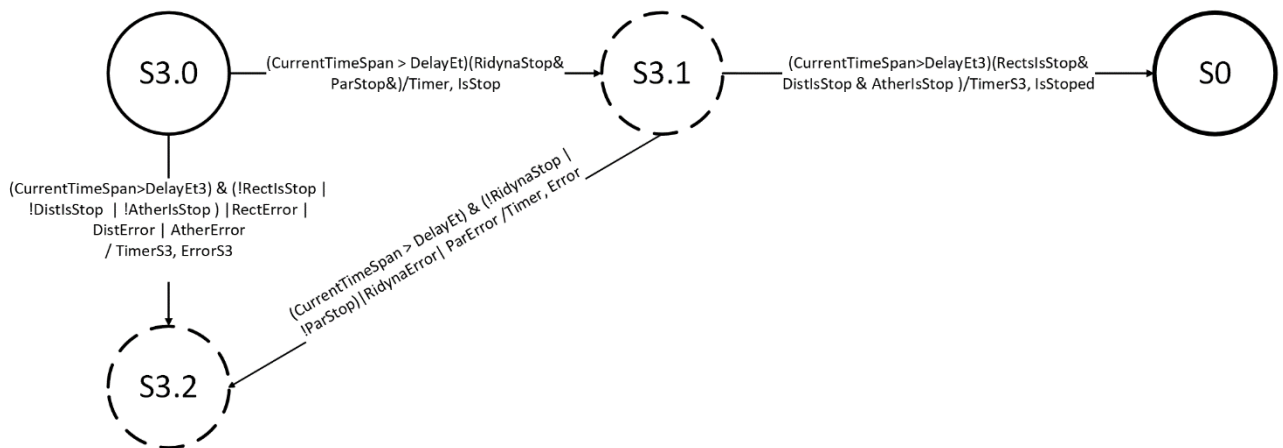 S3.0
(CurrentTimeSpan > DelayEt)(RidynaStop&
ParStop&)/Timer, IsStop
S3.1
(CurrentTimeSpan>DelayEt3)(RectsIsStop&
DistIsStop & AtherIsStop )/TimerS3, IsStoped
S0
(CurrentTimeSpan>DelayEt3) & (!RectIsStop |
!DistIsStop | !AtherIsStop ) |RectError |
DistError | AtherError
/ TimerS3, ErrorS3
(CurrentTimeSpan > DelayEt) & (!RidynaStop |
!ParStop)|RidynaError| ParError /Timer, Error
S3.2